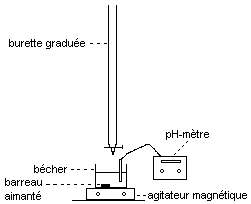 burette graduée
pH-mètre
bécher
barreau
aimanté
agitateur magnétique